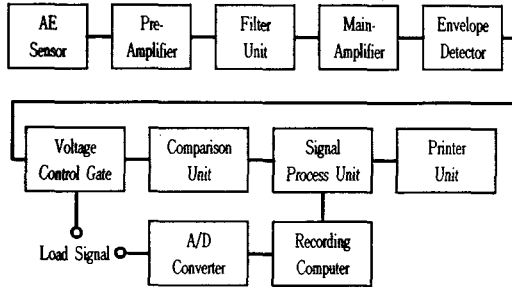 AE
Sensor
Pre-
Amplifier
Filter
Unit
Main-
Amplifier
Envelope
Detector
Voltage
Control Gate
Comparison
Unit
Signal
Process Unit
Printer
Unit
Load Signal
A/D
Converter
Recording
Computer